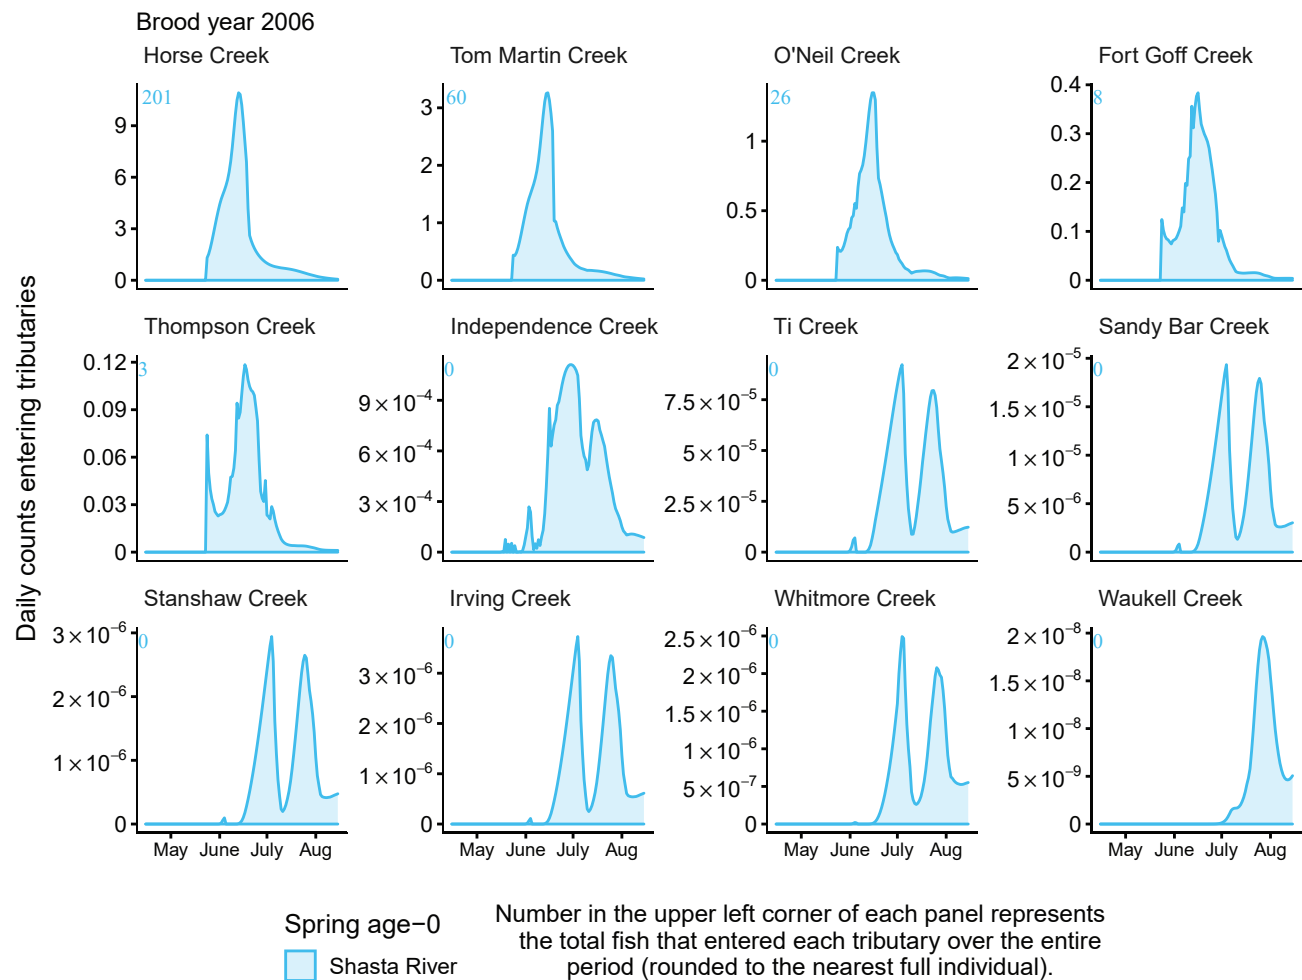 Brood year 2006
Horse Creek
Tom Martin Creek
O'Neil Creek
Fort Goff Creek
201
9
6
3
0
60
3
2
1
0
26
1
0.5
0
8
0.4
0.3
0.2
0.1
0
Daily counts entering tributaries
Thompson Creek
Independence Creek
Ti Creek
Sandy Bar Creek
3
0.12
0.09
0.06
0.03
0
0
9×10⁻⁴
6×10⁻⁴
3×10⁻⁴
0
0
7.5×10⁻⁵
5×10⁻⁵
2.5×10⁻⁵
0
0
2×10⁻⁵
1.5×10⁻⁵
1×10⁻⁵
5×10⁻⁶
0
Stanshaw Creek
Irving Creek
Whitmore Creek
Waukell Creek
0
3×10⁻⁶
2×10⁻⁶
1×10⁻⁶
0
0
3×10⁻⁶
2×10⁻⁶
1×10⁻⁶
0
0
2.5×10⁻⁶
2×10⁻⁶
1.5×10⁻⁶
1×10⁻⁶
5×10⁻⁷
0
0
2×10⁻⁸
1.5×10⁻⁸
1×10⁻⁸
5×10⁻⁹
0
May June July Aug
May June July Aug
May June July Aug
May June July Aug
Spring age−0
Shasta River
Number in the upper left corner of each panel represents
the total fish that entered each tributary over the entire
period (rounded to the nearest full individual).